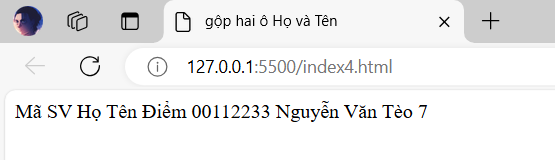 gộp hai ô Họ và Tên
127.0.0.1:5500/index4.html
Mã SV Họ Tên Điểm 00112233 Nguyễn Văn Tèo 7